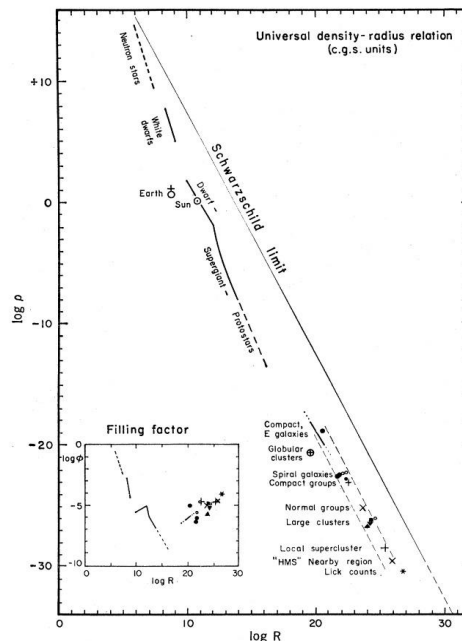 Universal density-radius relation
(c.g.s. units)
Neutron stars
White
dwarfs
Earth
Sun
Dwarf -
Supergiant -
Protostars
Schwarzschild limit
+10
0
-10
-20
-30
log ρ
Compact,
E galaxies
Globular
clusters
Spiral galaxies
Compact groups
Normal groups
Large clusters
Local supercluster
"HMS" Nearby region
Lick counts
Filling factor
0
-logΦ
-5
-10
0 10 20 30
log R
0 10 20 30
log R